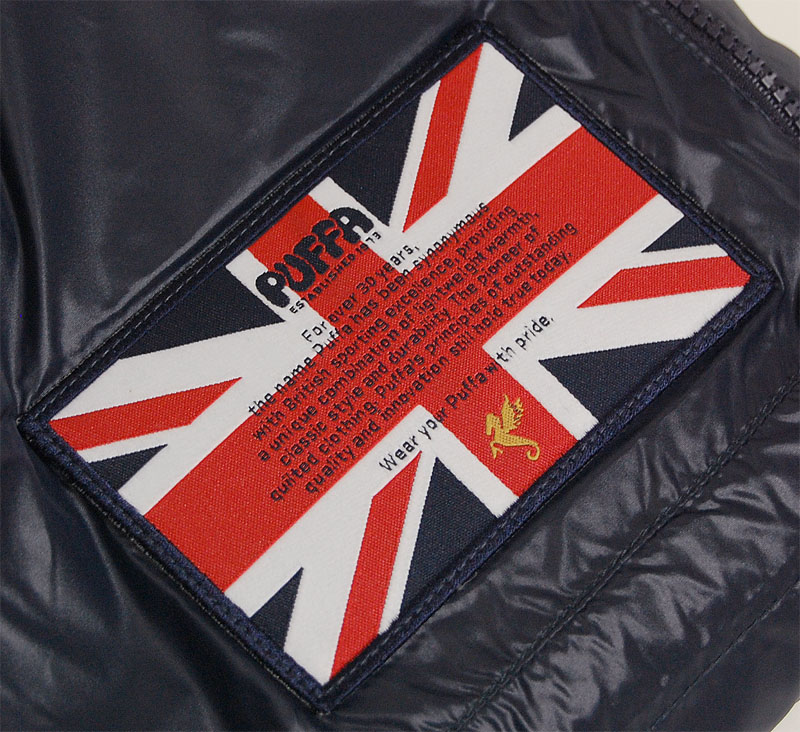 PUFFA
ESTABLISHED 1973
For over 30 years,
the name Puffa has been synonymous
with British sporting excellence, providing
a unique combination of lightweight warmth,
classic style and durability. The pioneer of
quilted clothing, Puffa's principles of outstanding
quality and innovation still hold true today.
Wear your Puffa with pride.